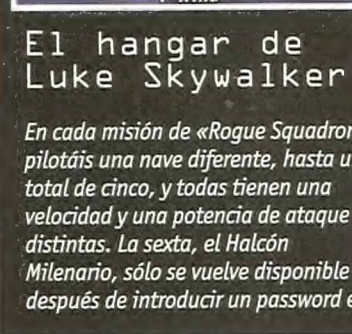 El hangar de
Luke Skywalker
En cada misión de «Rogue Squadron
pilotáis una nave diferente, hasta u
total de cinco, y todas tienen una
velocidad y una potencia de ataque
distintas. La sexta, el Halcón
Milenario, sólo se vuelve disponible
después de introducir un password e